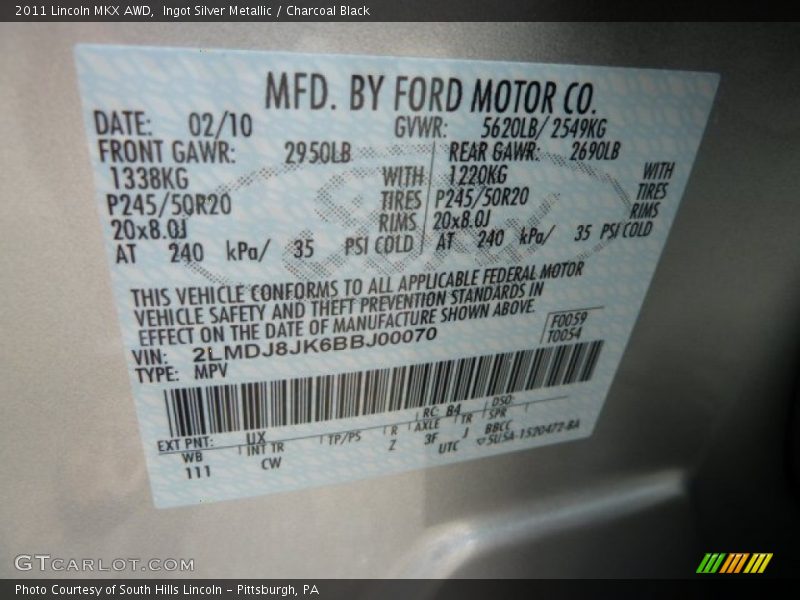 2011 Lincoln MKX AWD,  Ingot Silver Metallic / Charcoal Black
MFD. BY FORD MOTOR CO.
DATE: 02/10 GVWR: 5620LB/ 2549KG
FRONT GAWR: 2950LB REAR GAWR: 2690LB
1338KG WITH 1220KG WITH
P245/50R20 TIRES P245/50R20 TIRES
20x8.0J RIMS 20x8.0J RIMS
AT 240 kPa/ 35 PSI COLD AT 240 kPa/ 35 PSI COLD
THIS VEHICLE CONFORMS TO ALL APPLICABLE FEDERAL MOTOR
VEHICLE SAFETY AND THEFT PREVENTION STANDARDS IN
EFFECT ON THE DATE OF MANUFACTURE SHOWN ABOVE.
F0059
VIN: 2LMDJ8JK6BBJ00070 T0054
TYPE: MPV
EXT PNT: UX RC: B4 DSO:
WB INT TR TP/PS R AXLE TR SPR
111 CW Z 3F J BBCC
UTC ▽5U5A-1520472-BA
GTCARLOT.COM
Photo Courtesy of South Hills Lincoln - Pittsburgh, PA